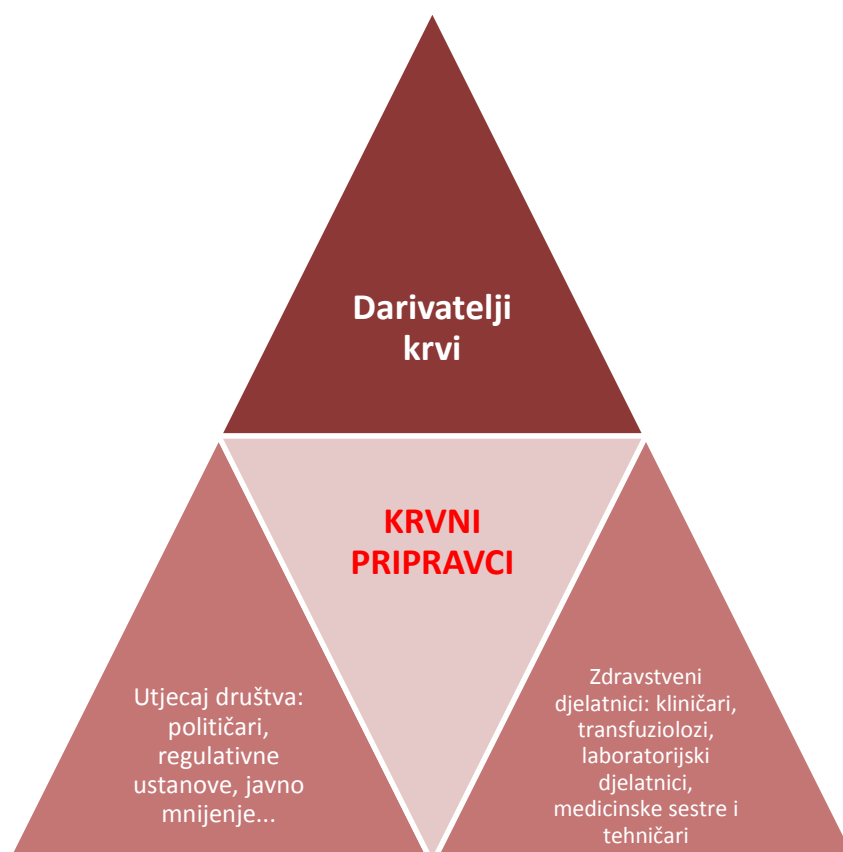 Darivatelji
krvi
KRVNI
PRIPRAVCI
Utjecaj društva:
političari,
regulativne
ustanove, javno
mnijenje...
Zdravstveni
djelatnici: kliničari,
transfuziolozi,
laboratorijski
djelatnici,
medicinske sestre i
tehničari